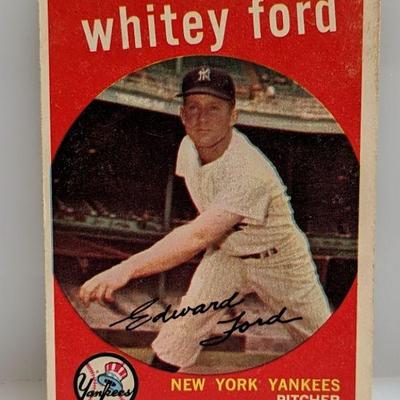 whitey ford
NY
Edward
Ford
Yankees
NEW YORK YANKEES
PITCHER